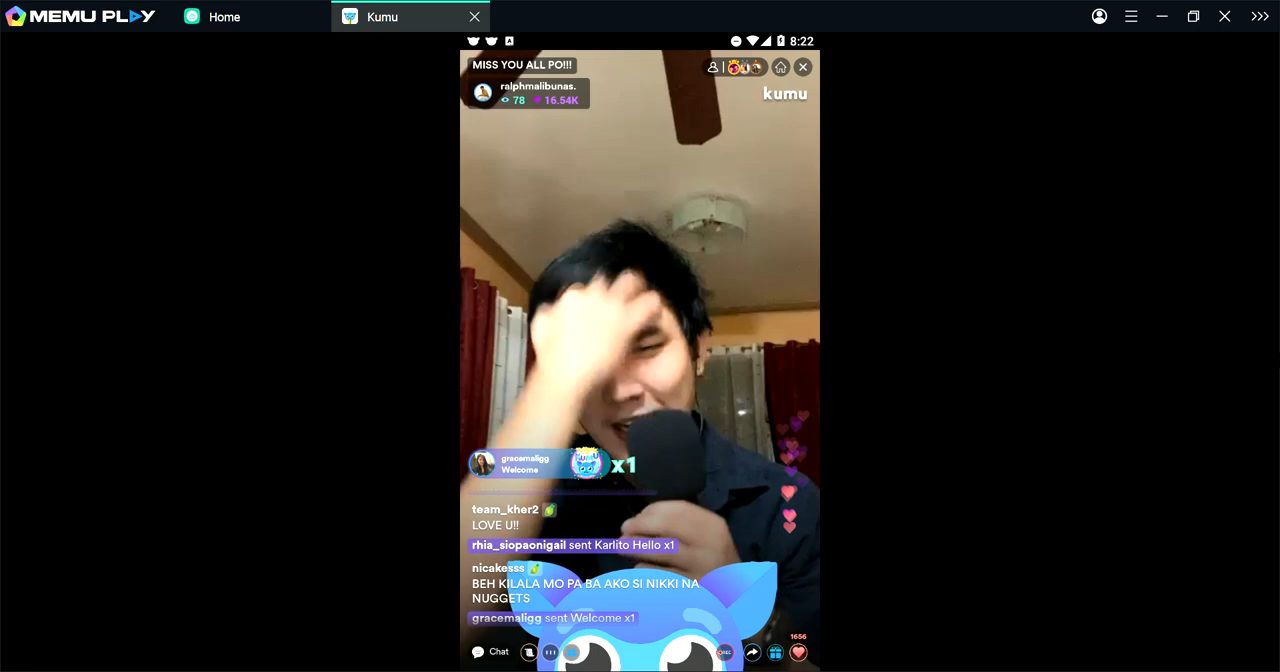 MEMU PLAY
Home
Kumu
8:22
MISS YOU ALL PO!!!
ralphmalibunas.
78
16.54K
kumu
gracemaligg
Welcome
KUMU
x1
team_kher2
LOVE U!!
rhia_siopaonigail sent Karlito Hello x1
nicakesss
BEH KILALA MO PA BA AKO SI NIKKI NA
NUGGETS
gracemaligg sent Welcome x1
1656
Chat
REC